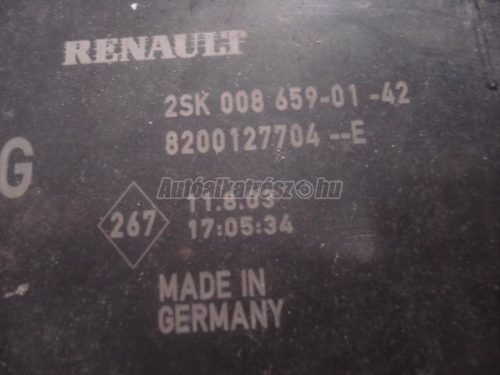 RENAULT
2SK 008 659-01-42
8200127704--E
G
Autóalkatrész.hu
267
11.6.03
17:05:34
MADE IN
GERMANY